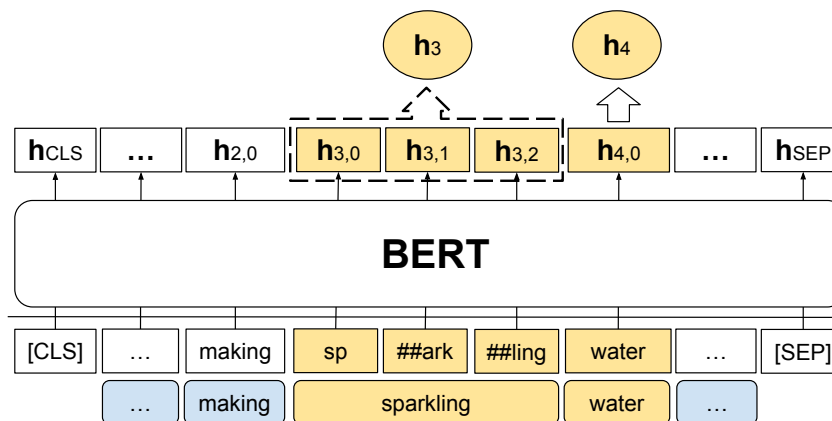 h3 h4
hCLS ... h2,0 h3,0 h3,1 h3,2 h4,0 ... hSEP
BERT
[CLS] ... making sp ##ark ##ling water ... [SEP]
... making sparkling water ...